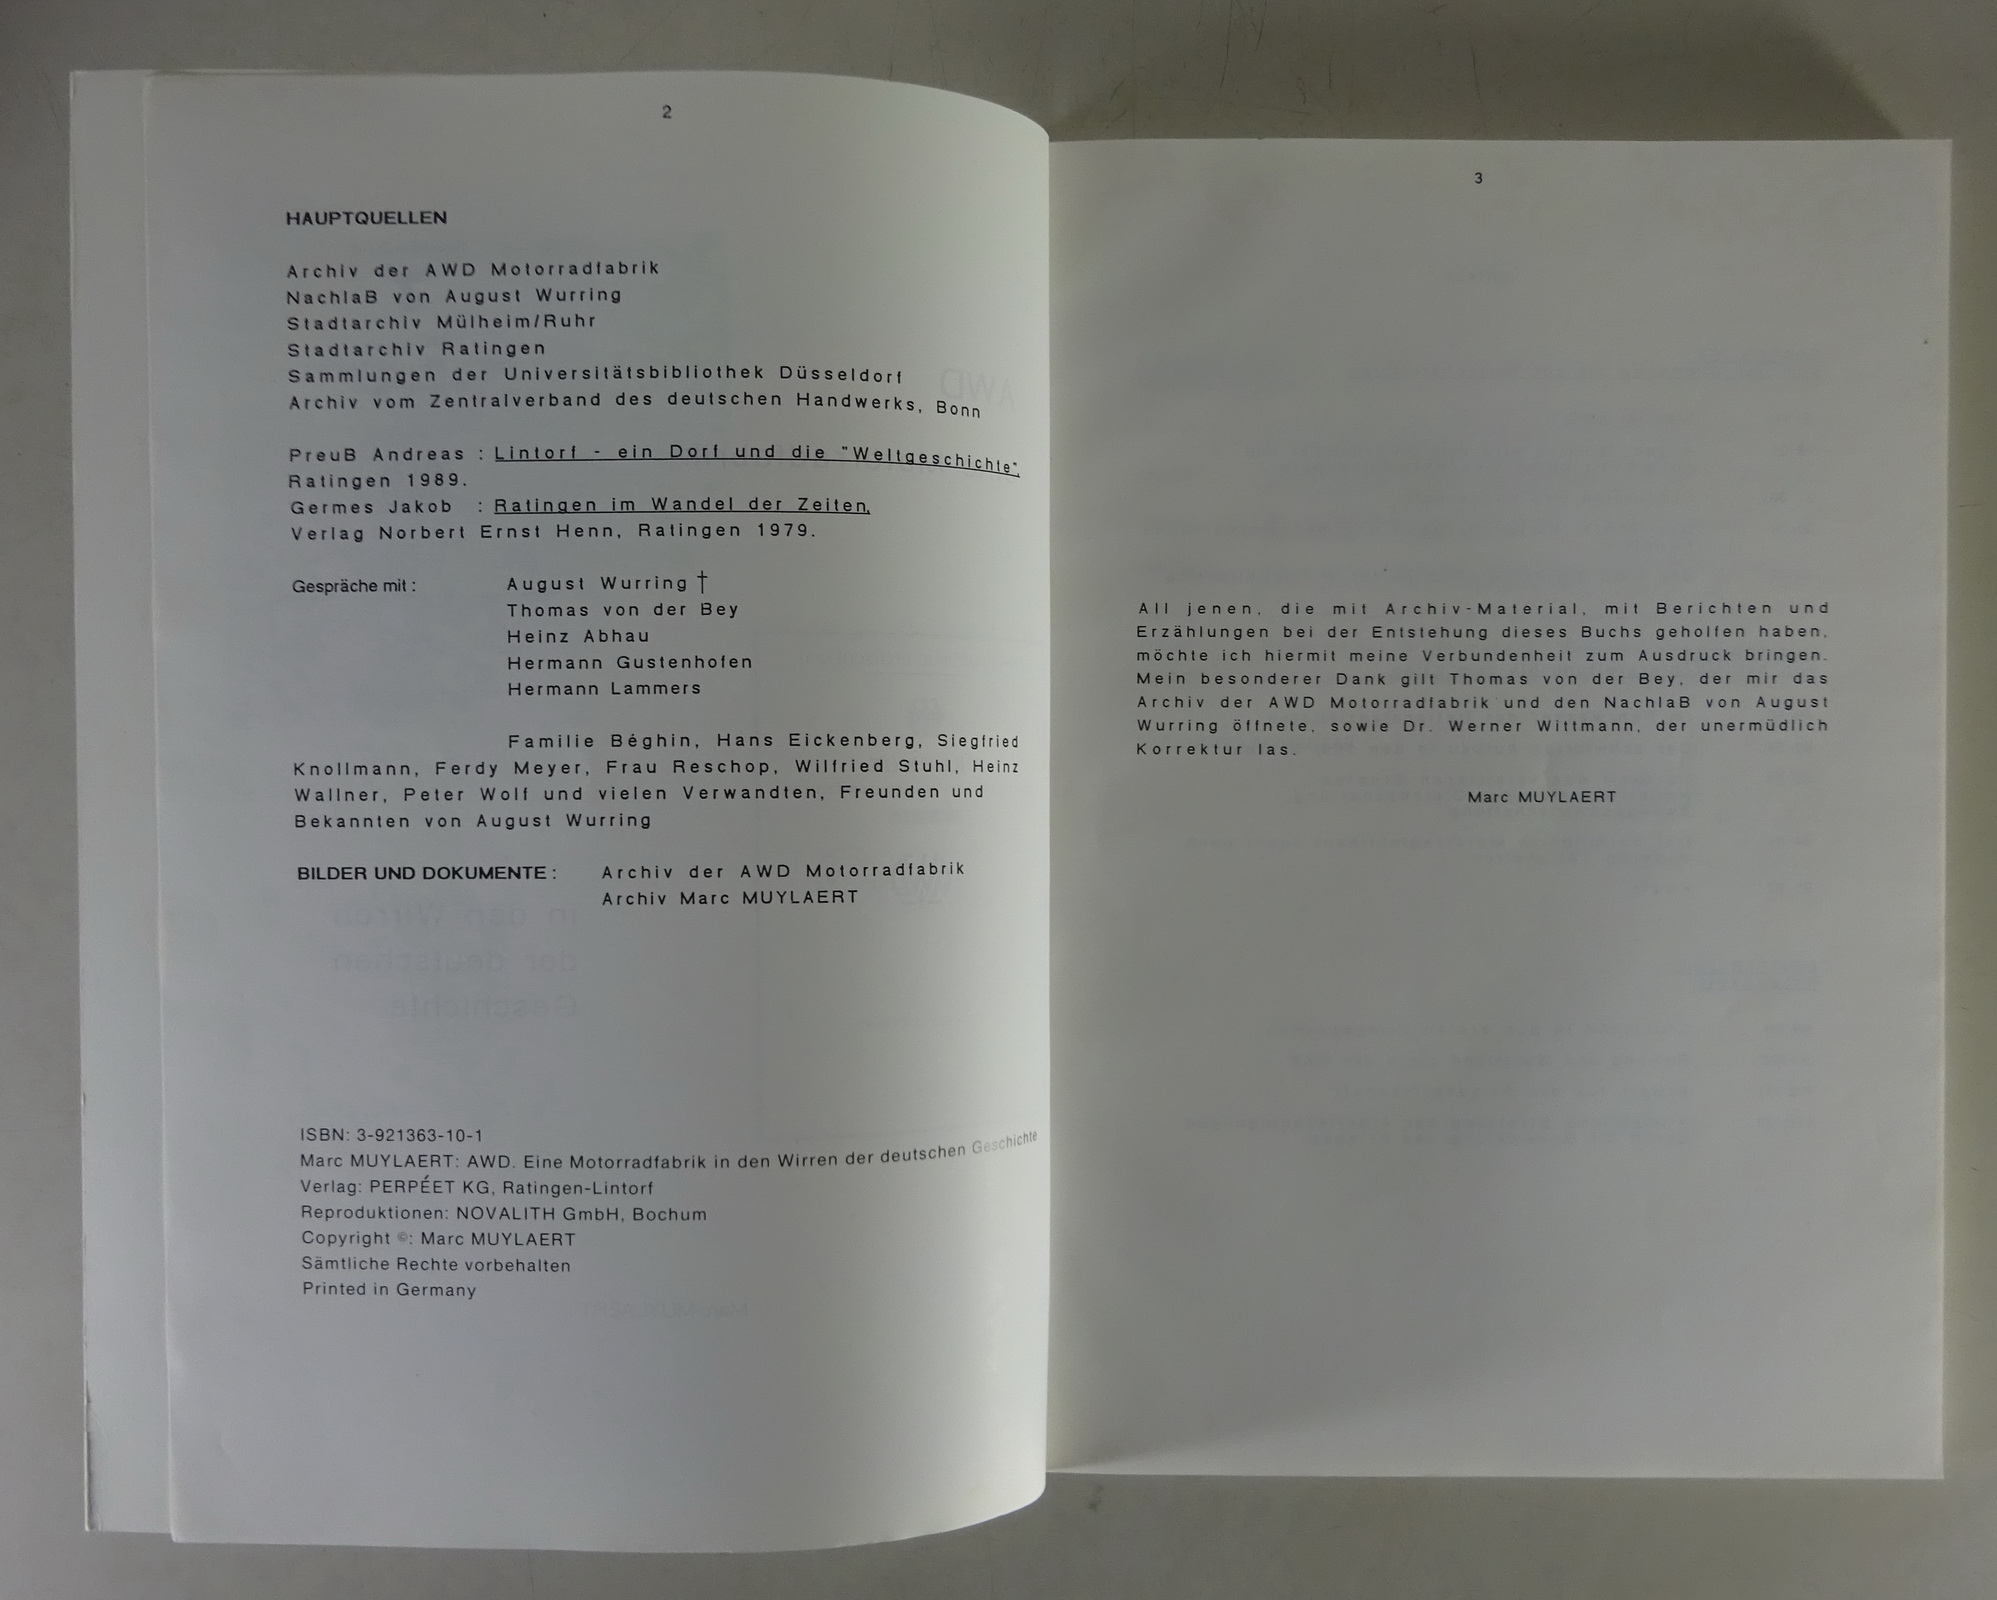 2
HAUPTQUELLEN
Archiv der AWD Motorradfabrik
Nachlaß von August Wurring
Stadtarchiv Mülheim/Ruhr
Stadtarchiv Ratingen
Sammlungen der Universitätsbibliothek Düsseldorf
Archiv vom Zentralverband des deutschen Handwerks, Bonn
Preuß Andreas : Lintorf - ein Dorf und die "Weltgeschichte",
Ratingen 1989.
Germes Jakob : Ratingen im Wandel der Zeiten,
Verlag Norbert Ernst Henn, Ratingen 1979.
Gespräche mit : August Wurring †
Thomas von der Bey
Heinz Abhau
Hermann Gustenhofen
Hermann Lammers
Familie Béghin, Hans Eickenberg, Siegfried
Knollmann, Ferdy Meyer, Frau Reschop, Wilfried Stuhl, Heinz
Wallner, Peter Wolf und vielen Verwandten, Freunden und
Bekannten von August Wurring
BILDER UND DOKUMENTE : Archiv der AWD Motorradfabrik
Archiv Marc MUYLAERT
ISBN: 3-921363-10-1
Marc MUYLAERT: AWD. Eine Motorradfabrik in den Wirren der deutschen Geschichte
Verlag: PERPÉET KG, Ratingen-Lintorf
Reproduktionen: NOVALITH GmbH, Bochum
Copyright ©: Marc MUYLAERT
Sämtliche Rechte vorbehalten
Printed in Germany
3
All jenen, die mit Archiv-Material, mit Berichten und
Erzählungen bei der Entstehung dieses Buchs geholfen haben,
möchte ich hiermit meine Verbundenheit zum Ausdruck bringen.
Mein besonderer Dank gilt Thomas von der Bey, der mir das
Archiv der AWD Motorradfabrik und den Nachlaß von August
Wurring öffnete, sowie Dr. Werner Wittmann, der unermüdlich
Korrektur las.
Marc MUYLAERT